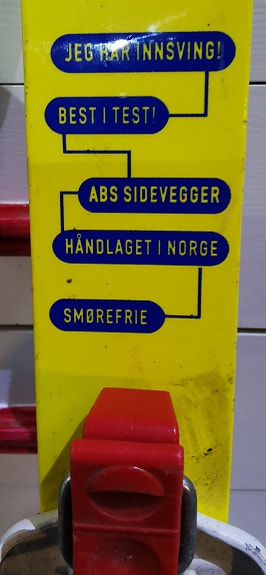 JEG HAR INNSVING!
BEST I TEST!
ABS SIDEVEGGER
HÅNDLAGET I NORGE
SMØREFRIE